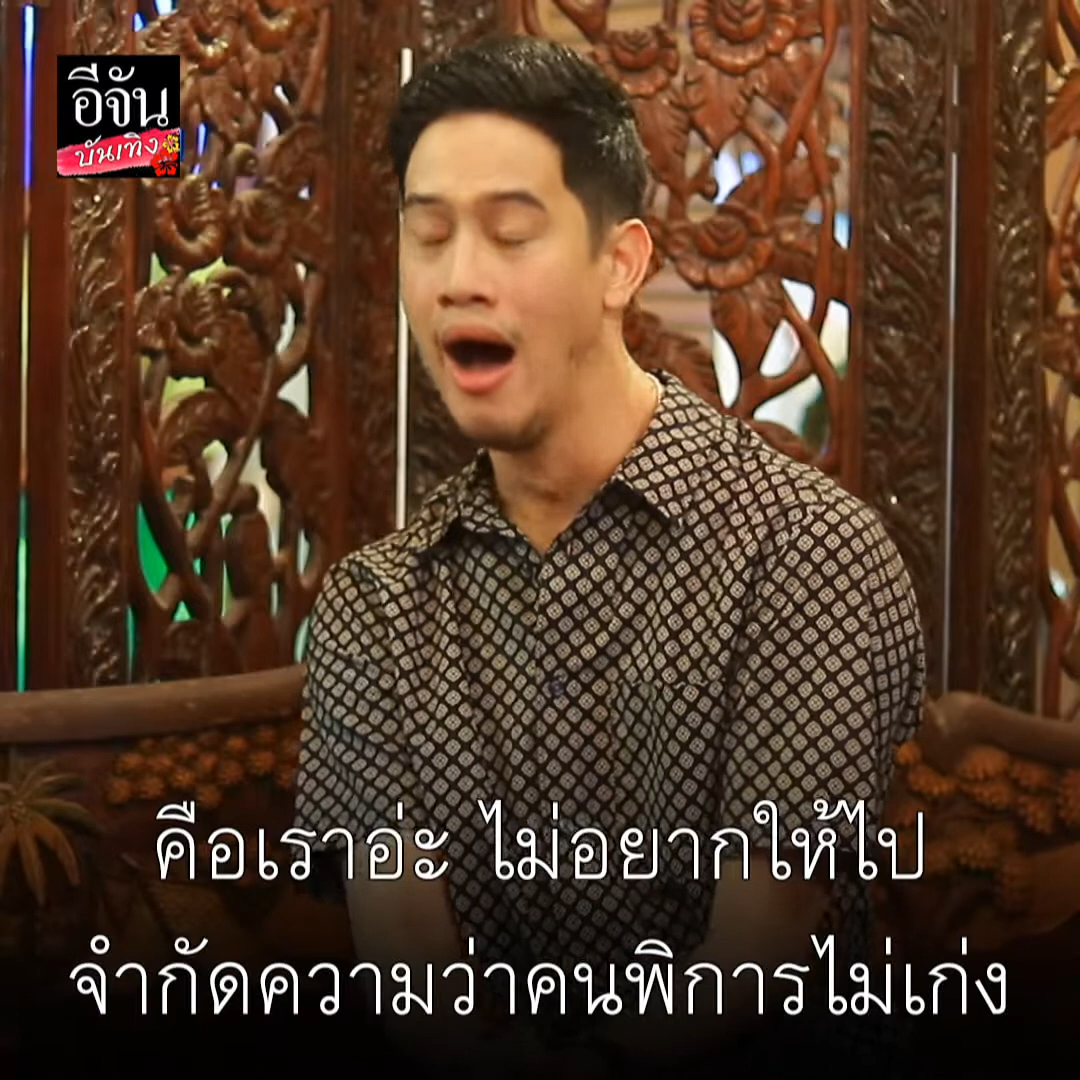 อีจัน
บันเทิง
คือเราอ่ะ ไม่อยากให้ไป
จำกัดความว่าคนพิการไม่เก่ง